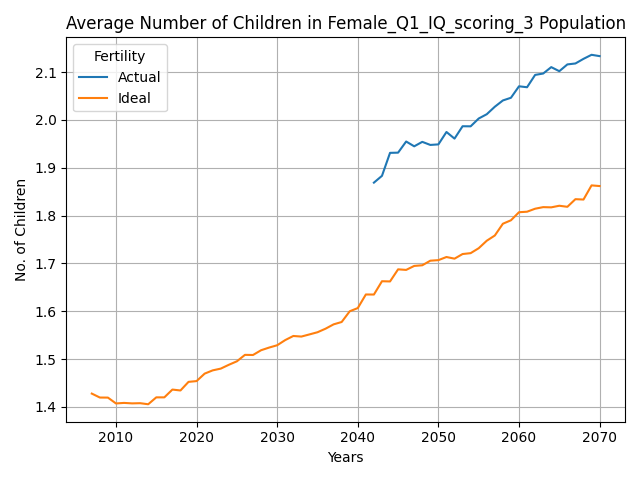 Average Number of Children in Female_Q1_IQ_scoring_3 Population
Fertility
Actual
Ideal
2.1
2.0
1.9
1.8
1.7
1.6
1.5
1.4
No. of Children
2010
2020
2030
2040
2050
2060
2070
Years